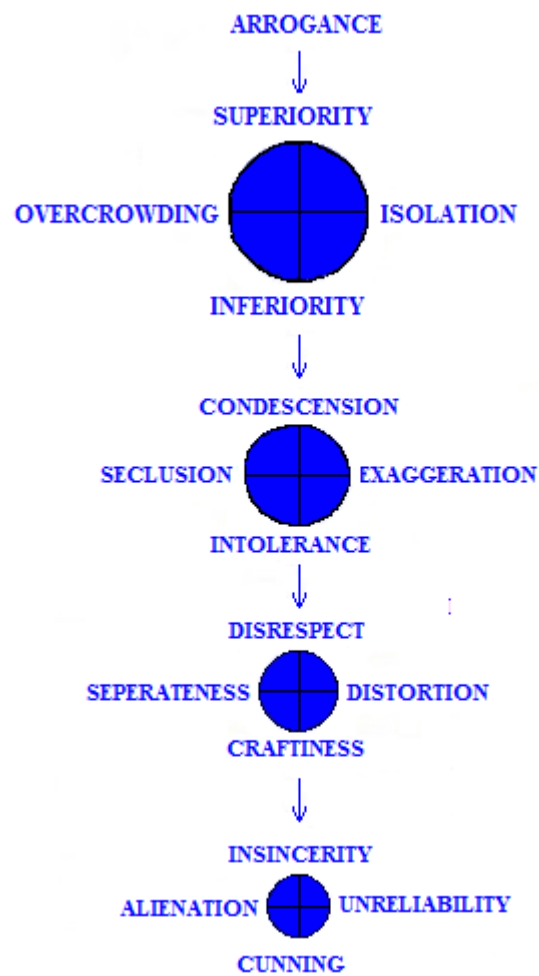 ARROGANCE
SUPERIORITY
OVERCROWDING ISOLATION
INFERIORITY
CONDESCENSION
SECLUSION EXAGGERATION
INTOLERANCE
DISRESPECT
SEPERATENESS DISTORTION
CRAFTINESS
INSINCERITY
ALIENATION UNRELIABILITY
CUNNING